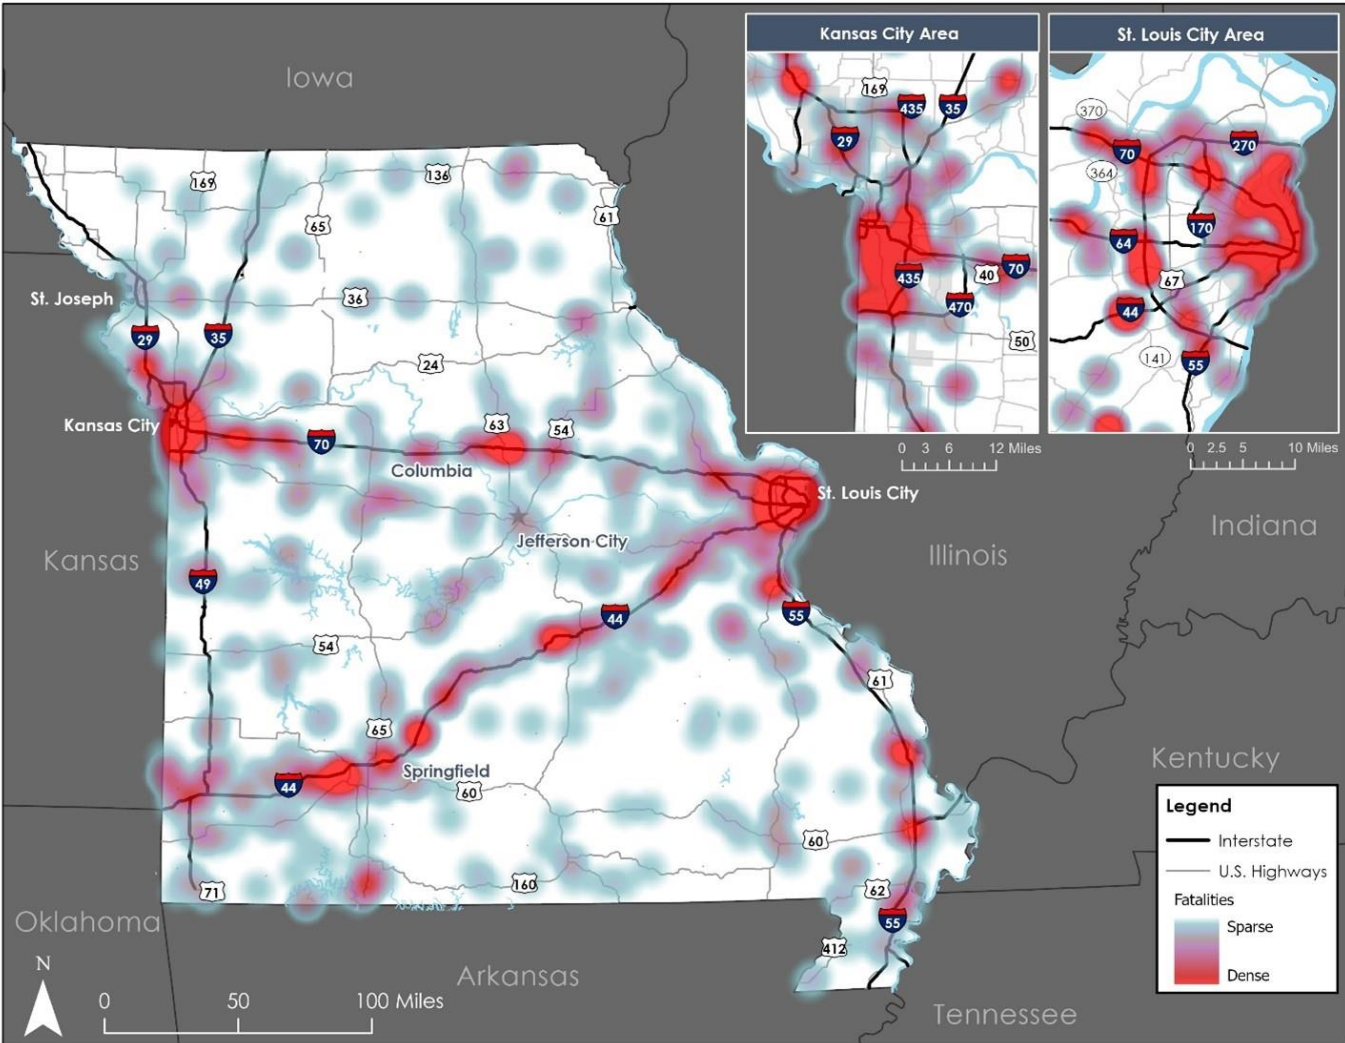 Kansas City Area
St. Louis City Area
169
435
35
29
435
40
70
470
50
0 3 6 12 Miles
370
70
270
364
170
64
67
44
141
55
0 2.5 5 10 Miles
Iowa
169
136
65
61
St. Joseph
36
29
35
24
Kansas City
70
63
54
Columbia
St. Louis City
Jefferson City
Kansas
Illinois
Indiana
49
44
55
54
61
65
Kentucky
Springfield
44
60
60
71
160
62
55
412
Oklahoma
Arkansas
Tennessee
N
0 50 100 Miles
Legend
Interstate
U.S. Highways
Fatalities
Sparse
Dense